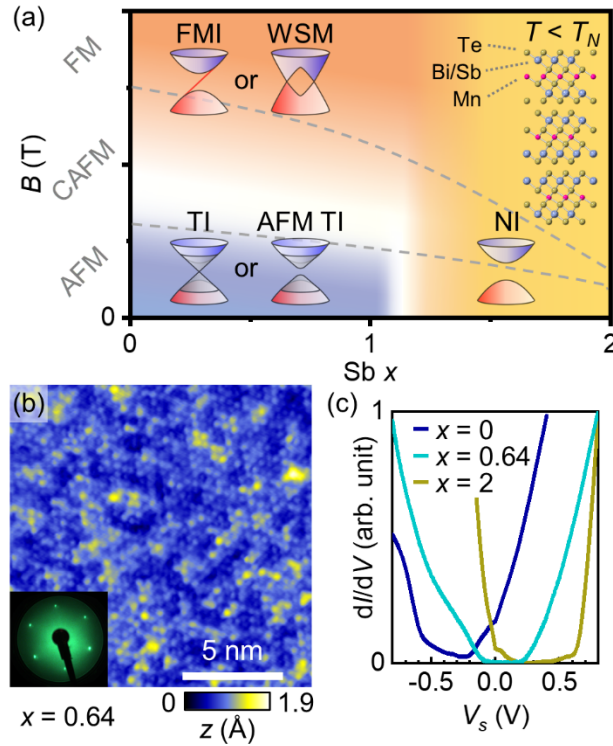 (a)
FMI or WSM
T < T_N
Te
Bi/Sb
Mn
FM
CAFM
AFM
B (T)
TI or AFM TI
NI
0
0 1 2
Sb x
(b)
5 nm
x = 0.64
0 1.9
z (Å)
(c)
dI/dV (arb. unit)
1
0
x = 0
x = 0.64
x = 2
-0.5 0.0 0.5
V_s (V)